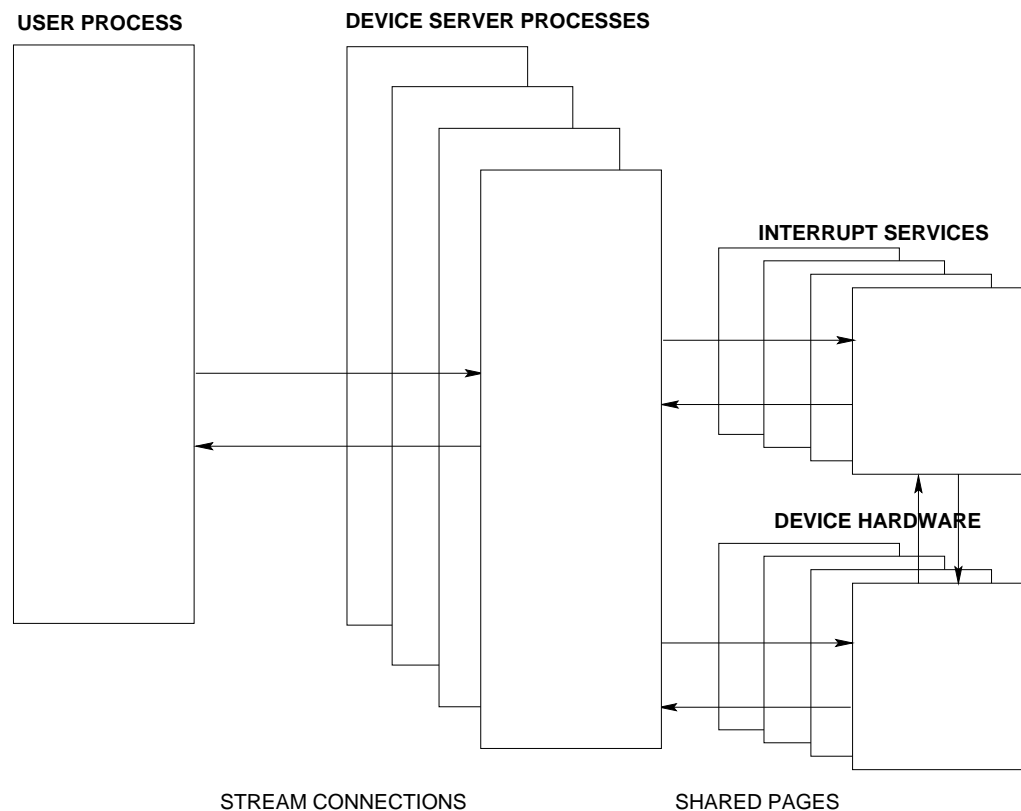 USER PROCESS
DEVICE SERVER PROCESSES
INTERRUPT SERVICES
DEVICE HARDWARE
STREAM CONNECTIONS
SHARED PAGES